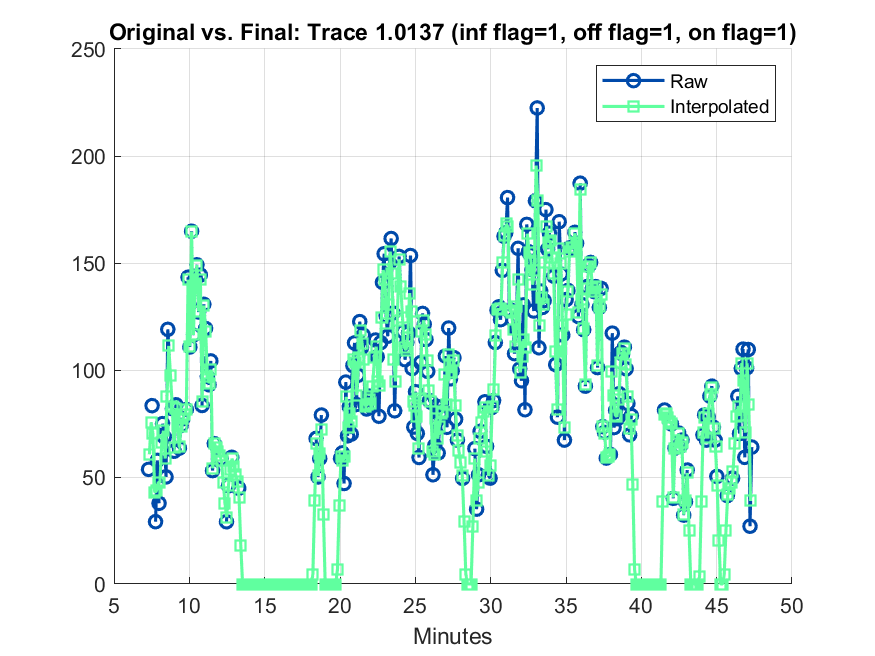 Original vs. Final: Trace 1.0137 (inf flag=1, off flag=1, on flag=1)
250
200
150
100
50
0
Raw
Interpolated
5 10 15 20 25 30 35 40 45 50
Minutes